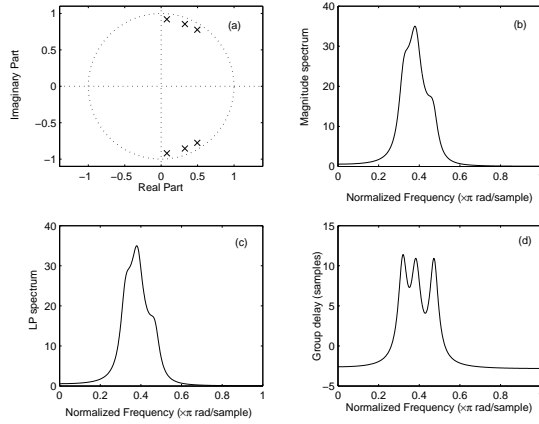 (a)
Imaginary Part
1
0.5
0
−0.5
−1
−1 −0.5 0 0.5 1
Real Part
(b)
Magnitude spectrum
40
30
20
10
0
0 0.2 0.4 0.6 0.8 1
Normalized Frequency (×π rad/sample)
(c)
LP spectrum
40
30
20
10
0
0 0.2 0.4 0.6 0.8 1
Normalized Frequency (×π rad/sample)
(d)
Group delay (samples)
15
10
5
0
−5
0 0.2 0.4 0.6 0.8 1
Normalized Frequency (×π rad/sample)